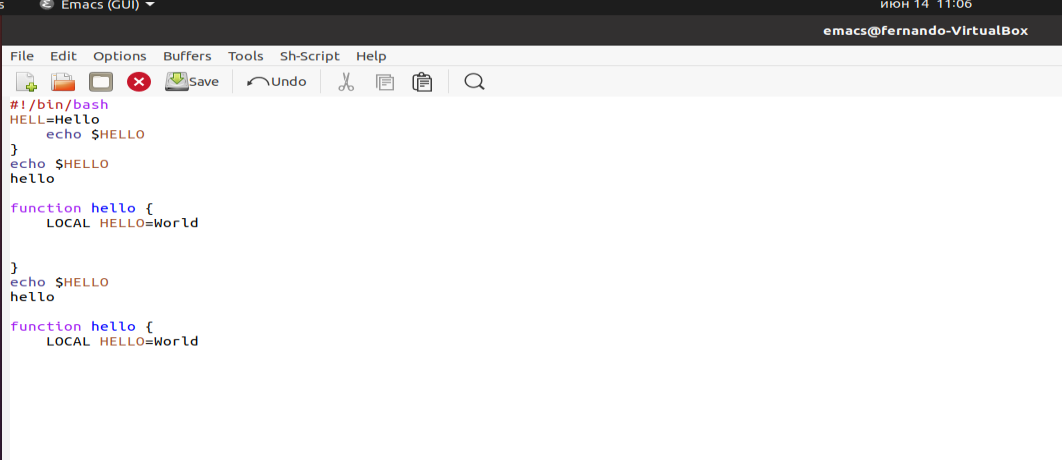 s Emacs (GUI) июн 14 11:06
emacs@fernando-VirtualBox
File Edit Options Buffers Tools Sh-Script Help
Save Undo
#!/bin/bash
HELL=Hello
    echo $HELLO
}
echo $HELLO
hello

function hello {
    LOCAL HELLO=World


}
echo $HELLO
hello

function hello {
    LOCAL HELLO=World